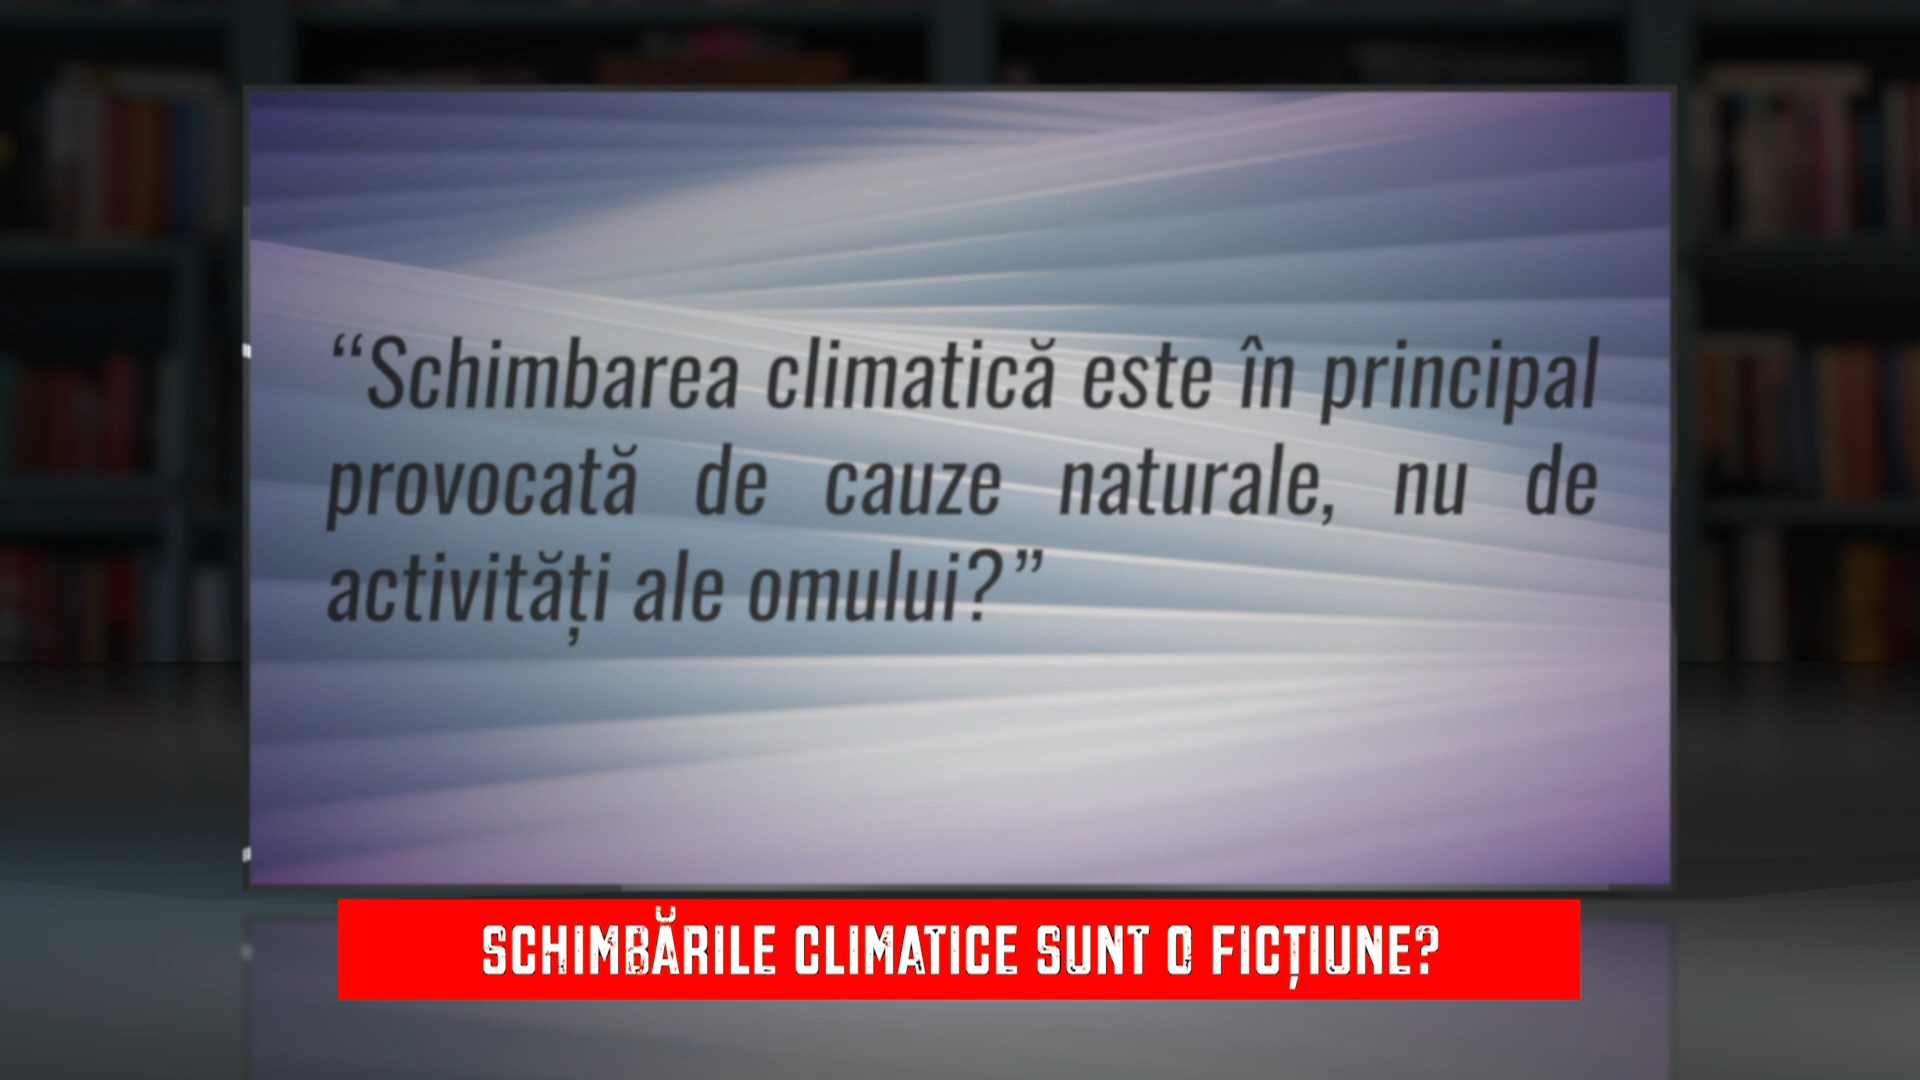 “Schimbarea climatică este în principal
provocată de cauze naturale, nu de
activități ale omului?”
SCHIMBĂRILE CLIMATICE SUNT O FICȚIUNE?